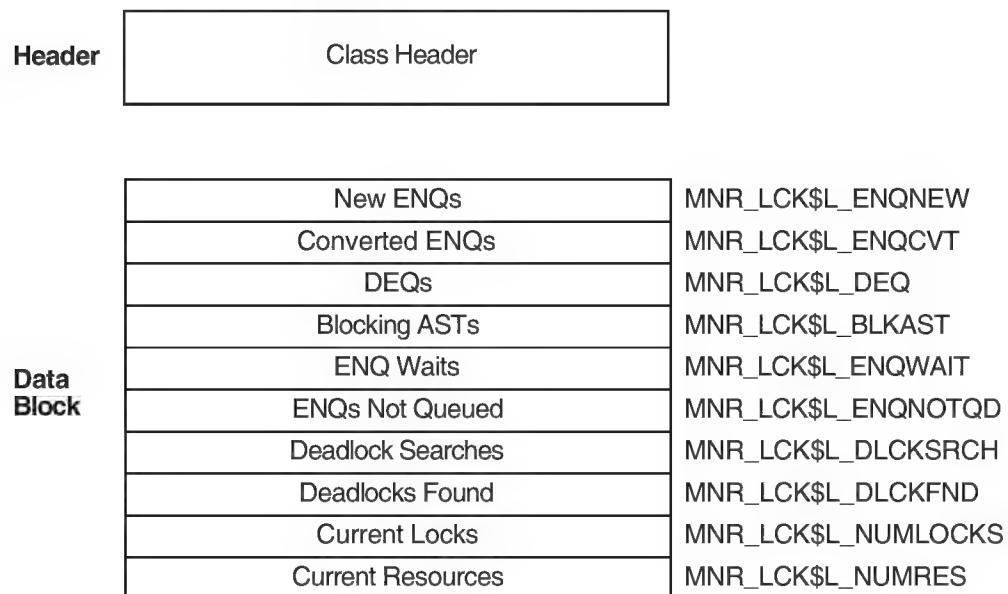 Header Class Header
New ENQs MNR_LCK$L_ENQNEW
Converted ENQs MNR_LCK$L_ENQCVT
DEQs MNR_LCK$L_DEQ
Blocking ASTs MNR_LCK$L_BLKAST
ENQ Waits MNR_LCK$L_ENQWAIT
Data
Block
ENQs Not Queued MNR_LCK$L_ENQNOTQD
Deadlock Searches MNR_LCK$L_DLCKSRCH
Deadlocks Found MNR_LCK$L_DLCKFND
Current Locks MNR_LCK$L_NUMLOCKS
Current Resources MNR_LCK$L_NUMRES